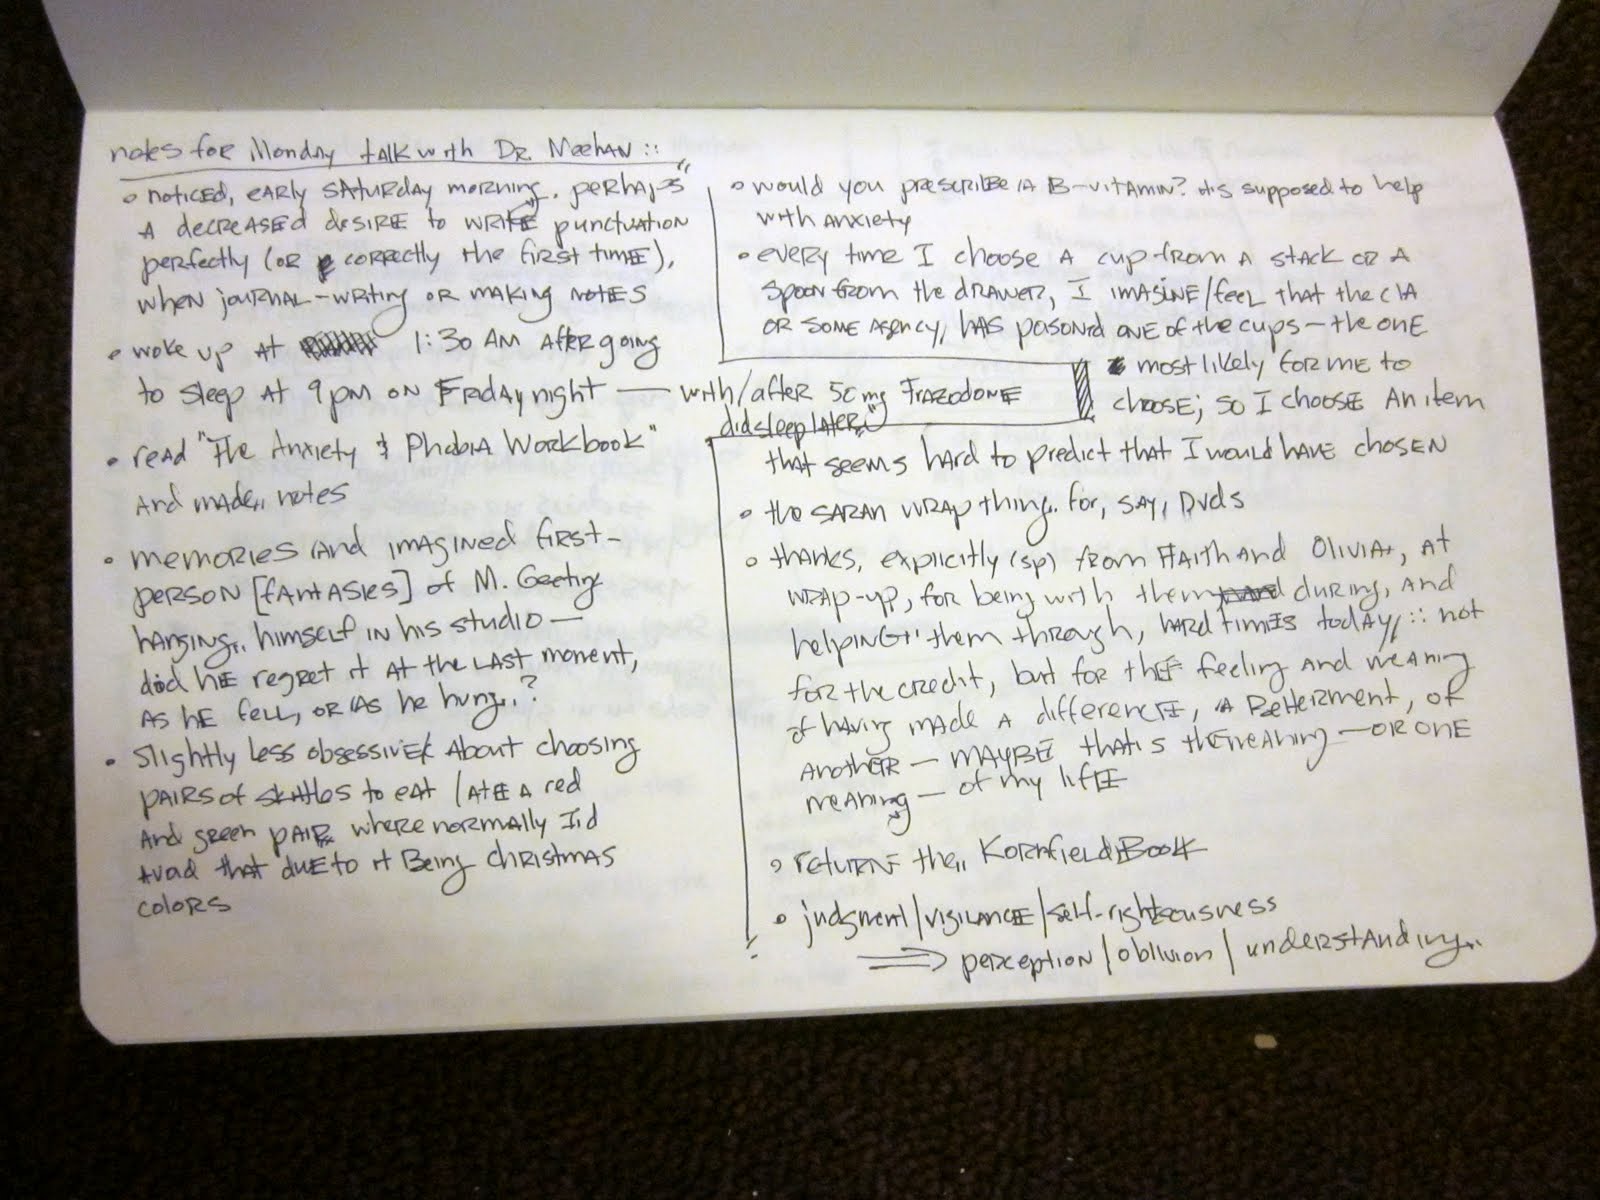 notes for Monday talk with Dr. Meehan ::
• noticed, early Saturday morning, perhaps
a decreased desire to write punctuation
perfectly (or correctly the first time),
when journal-writing or making notes
• woke up at 1:30 AM after going
to sleep at 9pm on Friday night — with/after 50mg Trazodone
did sleep later
• read "The Anxiety & Phobia Workbook"
and made notes
• memories (and imagined first-
person [fantasies] of M. Geeting
hanging himself in his studio —
did he regret it at the last moment,
as he fell, or as he hung..?
• slightly less obsessive about choosing
pairs of skittles to eat / ate a red
and green pair where normally I'd
avoid that due to it being christmas
colors
• would you prescribe a B-vitamin? it is supposed to help
with anxiety
• every time I choose a cup from a stack or a
spoon from the drawer, I imagine/feel that the CIA
or some agency, has poisond one of the cups — the one
most likely for me to
choose; so I choose an item
that seems hard to predict that I would have chosen
• the saran wrap thing.. for, say, DVDs
• thanks, explicitly (sp) from Faith and Olivia, at
wrap-up, for being with them during, and
helping them through, hard times today, :: not
for the credit, but for the feeling and meaning
of having made a difference, a betterment, of
another — maybe that is the meaning — or one
meaning — of my life
• return the Kornfield Book
• judgment/vigilance/self-righteousness
⇒ perception/oblivion/understanding..